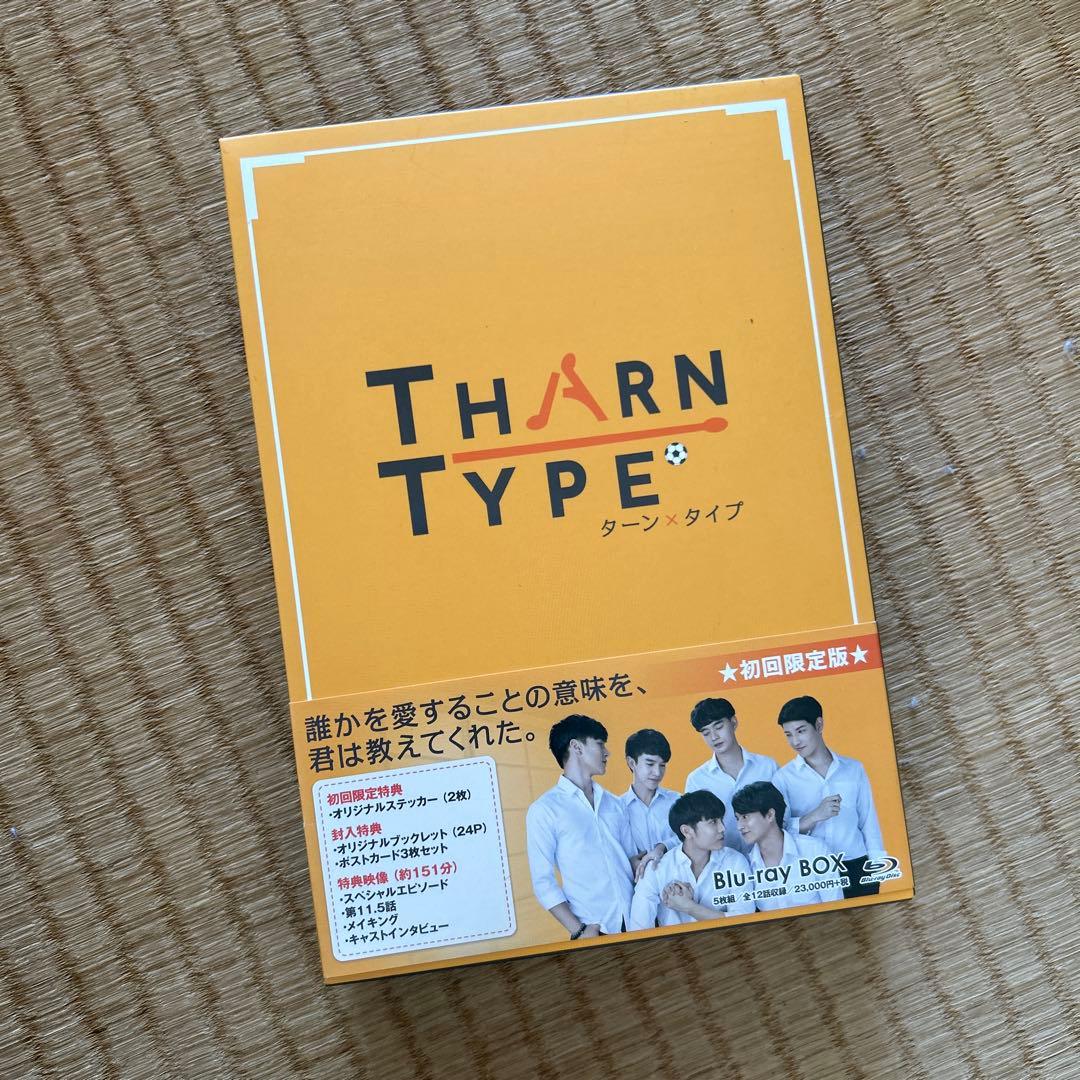 THARN
TYPE
ターン×タイプ
★初回限定版★
誰かを愛することの意味を、
君は教えてくれた。
初回限定特典
・オリジナルステッカー（2枚）
封入特典
・オリジナルブックレット（24P）
・ポストカード3枚セット
特典映像（約151分）
・スペシャルエピソード
・第11.5話
・メイキング
・キャストインタビュー
Blu-ray BOX
Blu-ray Disc
5枚組／全12話収録／23,000円+税